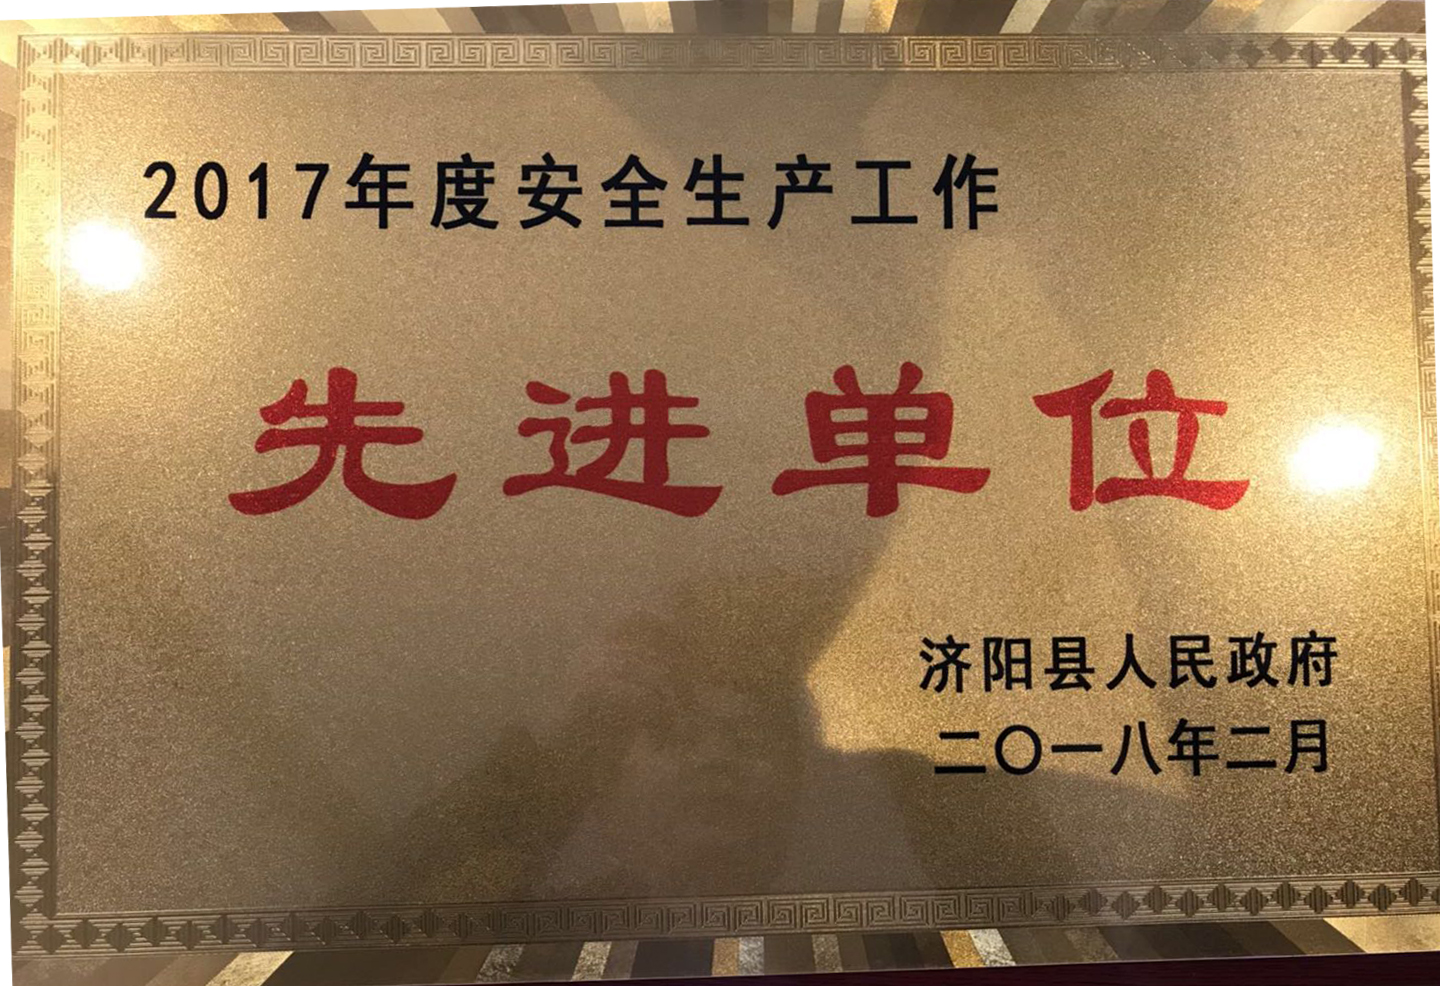 2017年度安全生产工作
先进单位
济阳县人民政府
二〇一八年二月